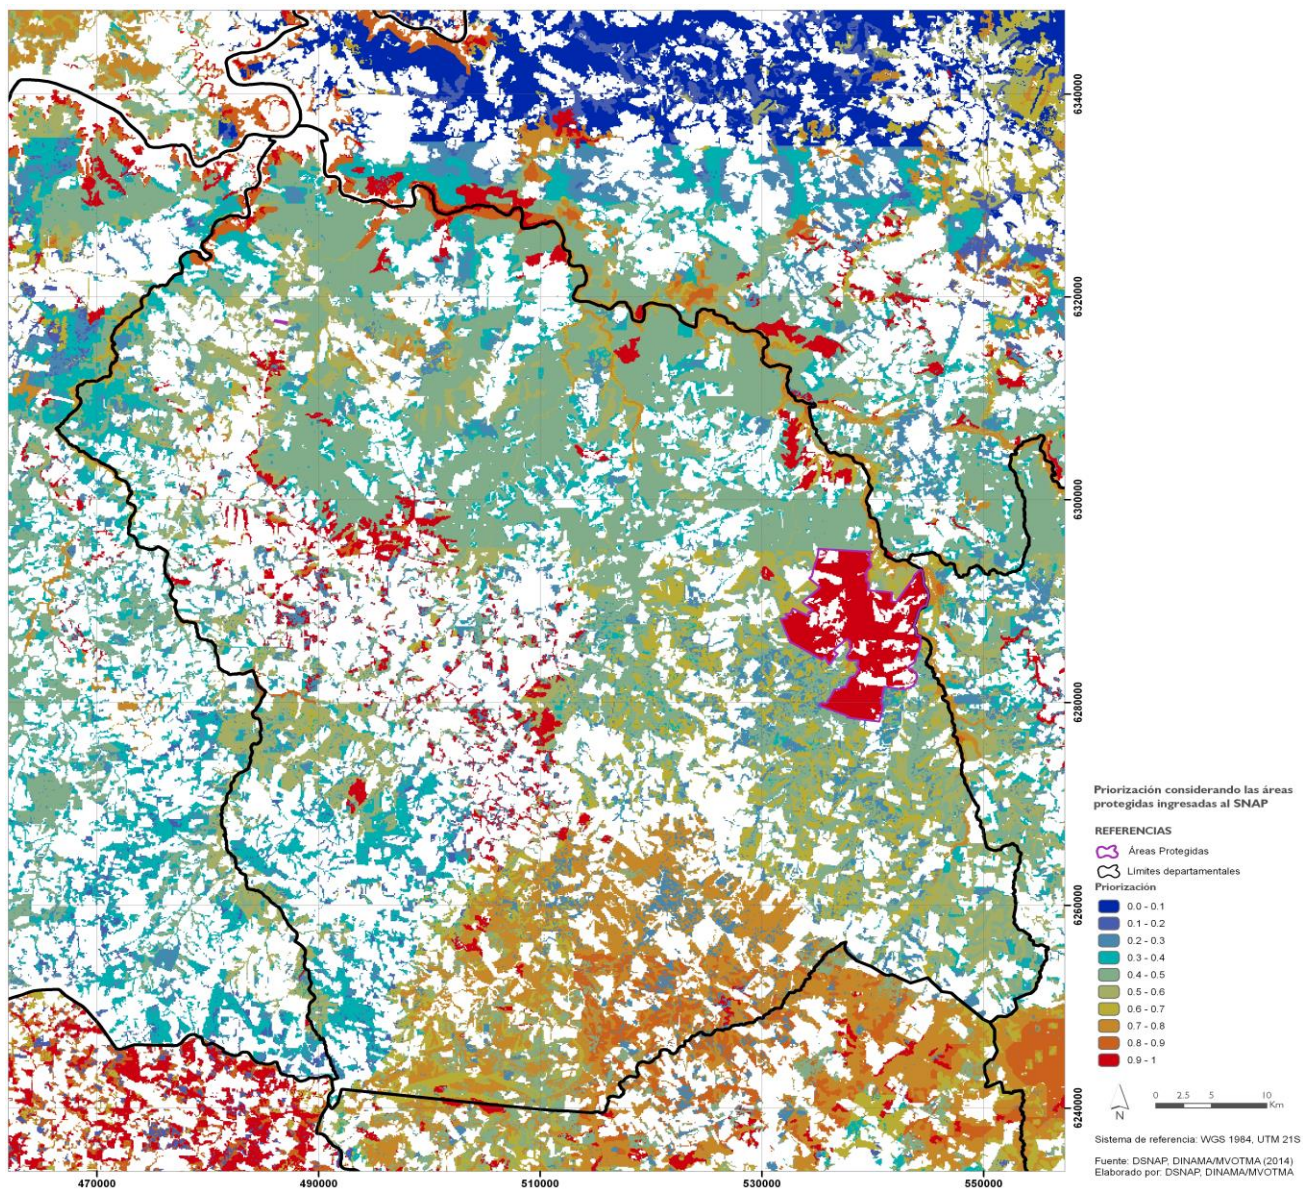 6340000
6320000
6300000
6280000
6260000
6240000
470000
490000
510000
530000
550000
Priorización considerando las áreas
protegidas ingresadas al SNAP
REFERENCIAS
Áreas Protegidas
Límites departamentales
Priorización
0.0 - 0.1
0.1 - 0.2
0.2 - 0.3
0.3 - 0.4
0.4 - 0.5
0.5 - 0.6
0.6 - 0.7
0.7 - 0.8
0.8 - 0.9
0.9 - 1
N
0 2,5 5 10
Km
Sistema de referencia: WGS 1984, UTM 21S
Fuente: DSNAP, DINAMA/MVOTMA (2014)
Elaborado por: DSNAP, DINAMA/MVOTMA